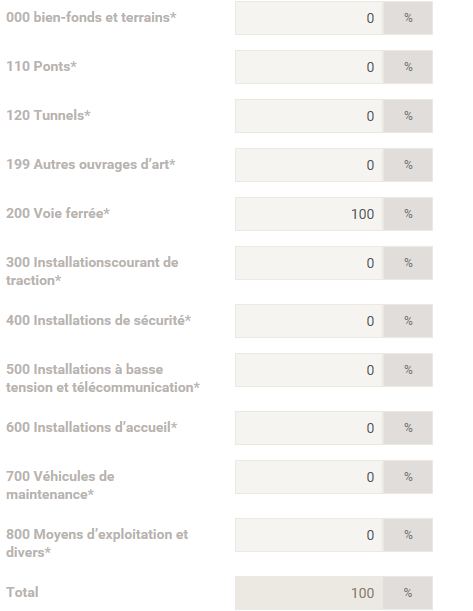 000 bien-fonds et terrains* 0 %
110 Ponts* 0 %
120 Tunnels* 0 %
199 Autres ouvrages d'art* 0 %
200 Voie ferrée* 100 %
300 Installationscourant de
traction* 0 %
400 Installations de sécurité* 0 %
500 Installations à basse
tension et télécommunication* 0 %
600 Installations d'accueil* 0 %
700 Véhicules de
maintenance* 0 %
800 Moyens d'exploitation et
divers* 0 %
Total 100 %